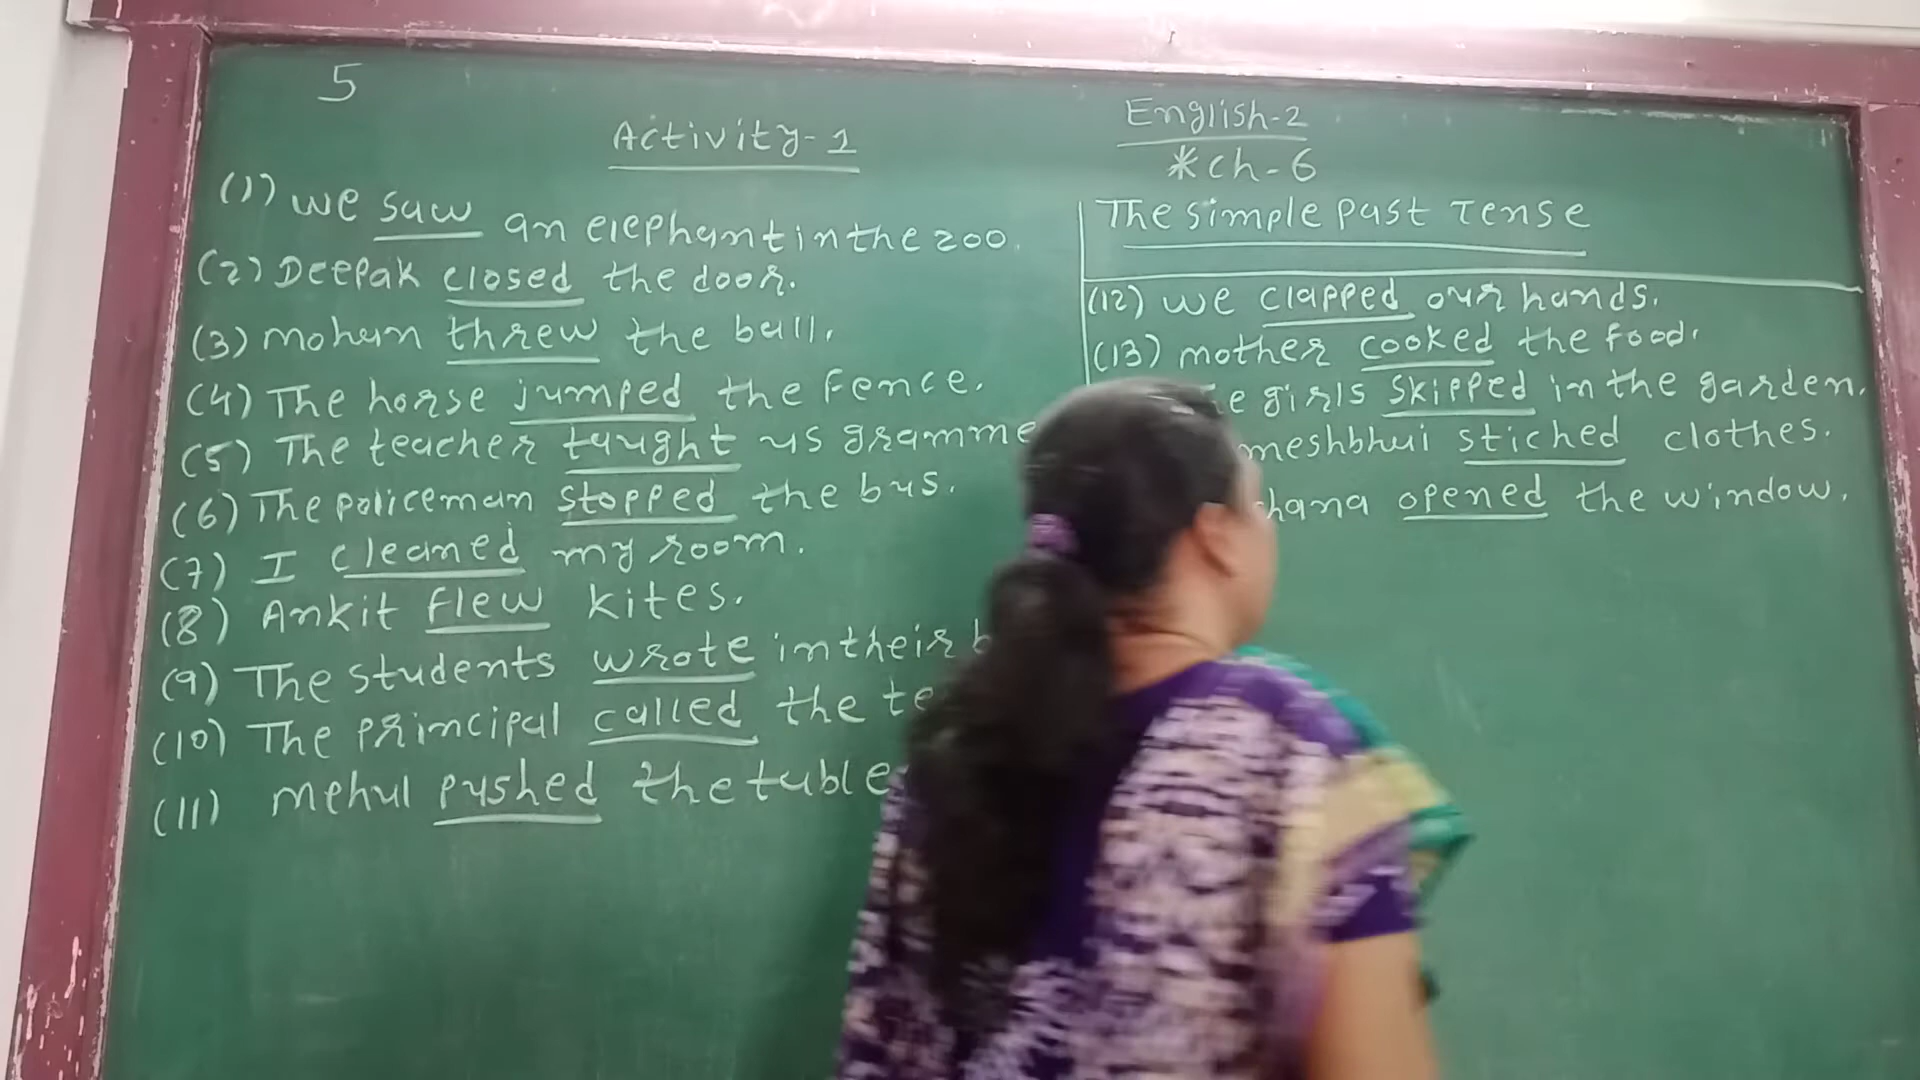 5
Activity-1
(1) we saw an elephant in the zoo.
(2) Deepak closed the door.
(3) mohan threw the ball.
(4) The horse jumped the fence.
(5) The teacher taught us
(6) The policeman stopped the bus.
(7) I cleaned my room.
(8) Ankit flew kites.
(9) The students wrote in their
(10) The principal called the
(11) mehul pushed the table
English-2
*ch-6
The simple past Tense
(12) we clapped our hands.
(13) mother cooked the food.
girls skipped in the garden.
stiched clothes.
opened the window.